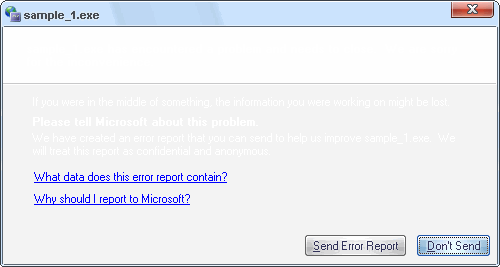 sample_1.exe
If you were in the middle of something, the information you were working on might be lost.
Please tell Microsoft about this problem.
We have created an error report that you can send to help us improve sample_1.exe. We
will treat this report as confidential and anonymous.
What data does this error report contain?
Why should I report to Microsoft?
Send Error Report
Don't Send